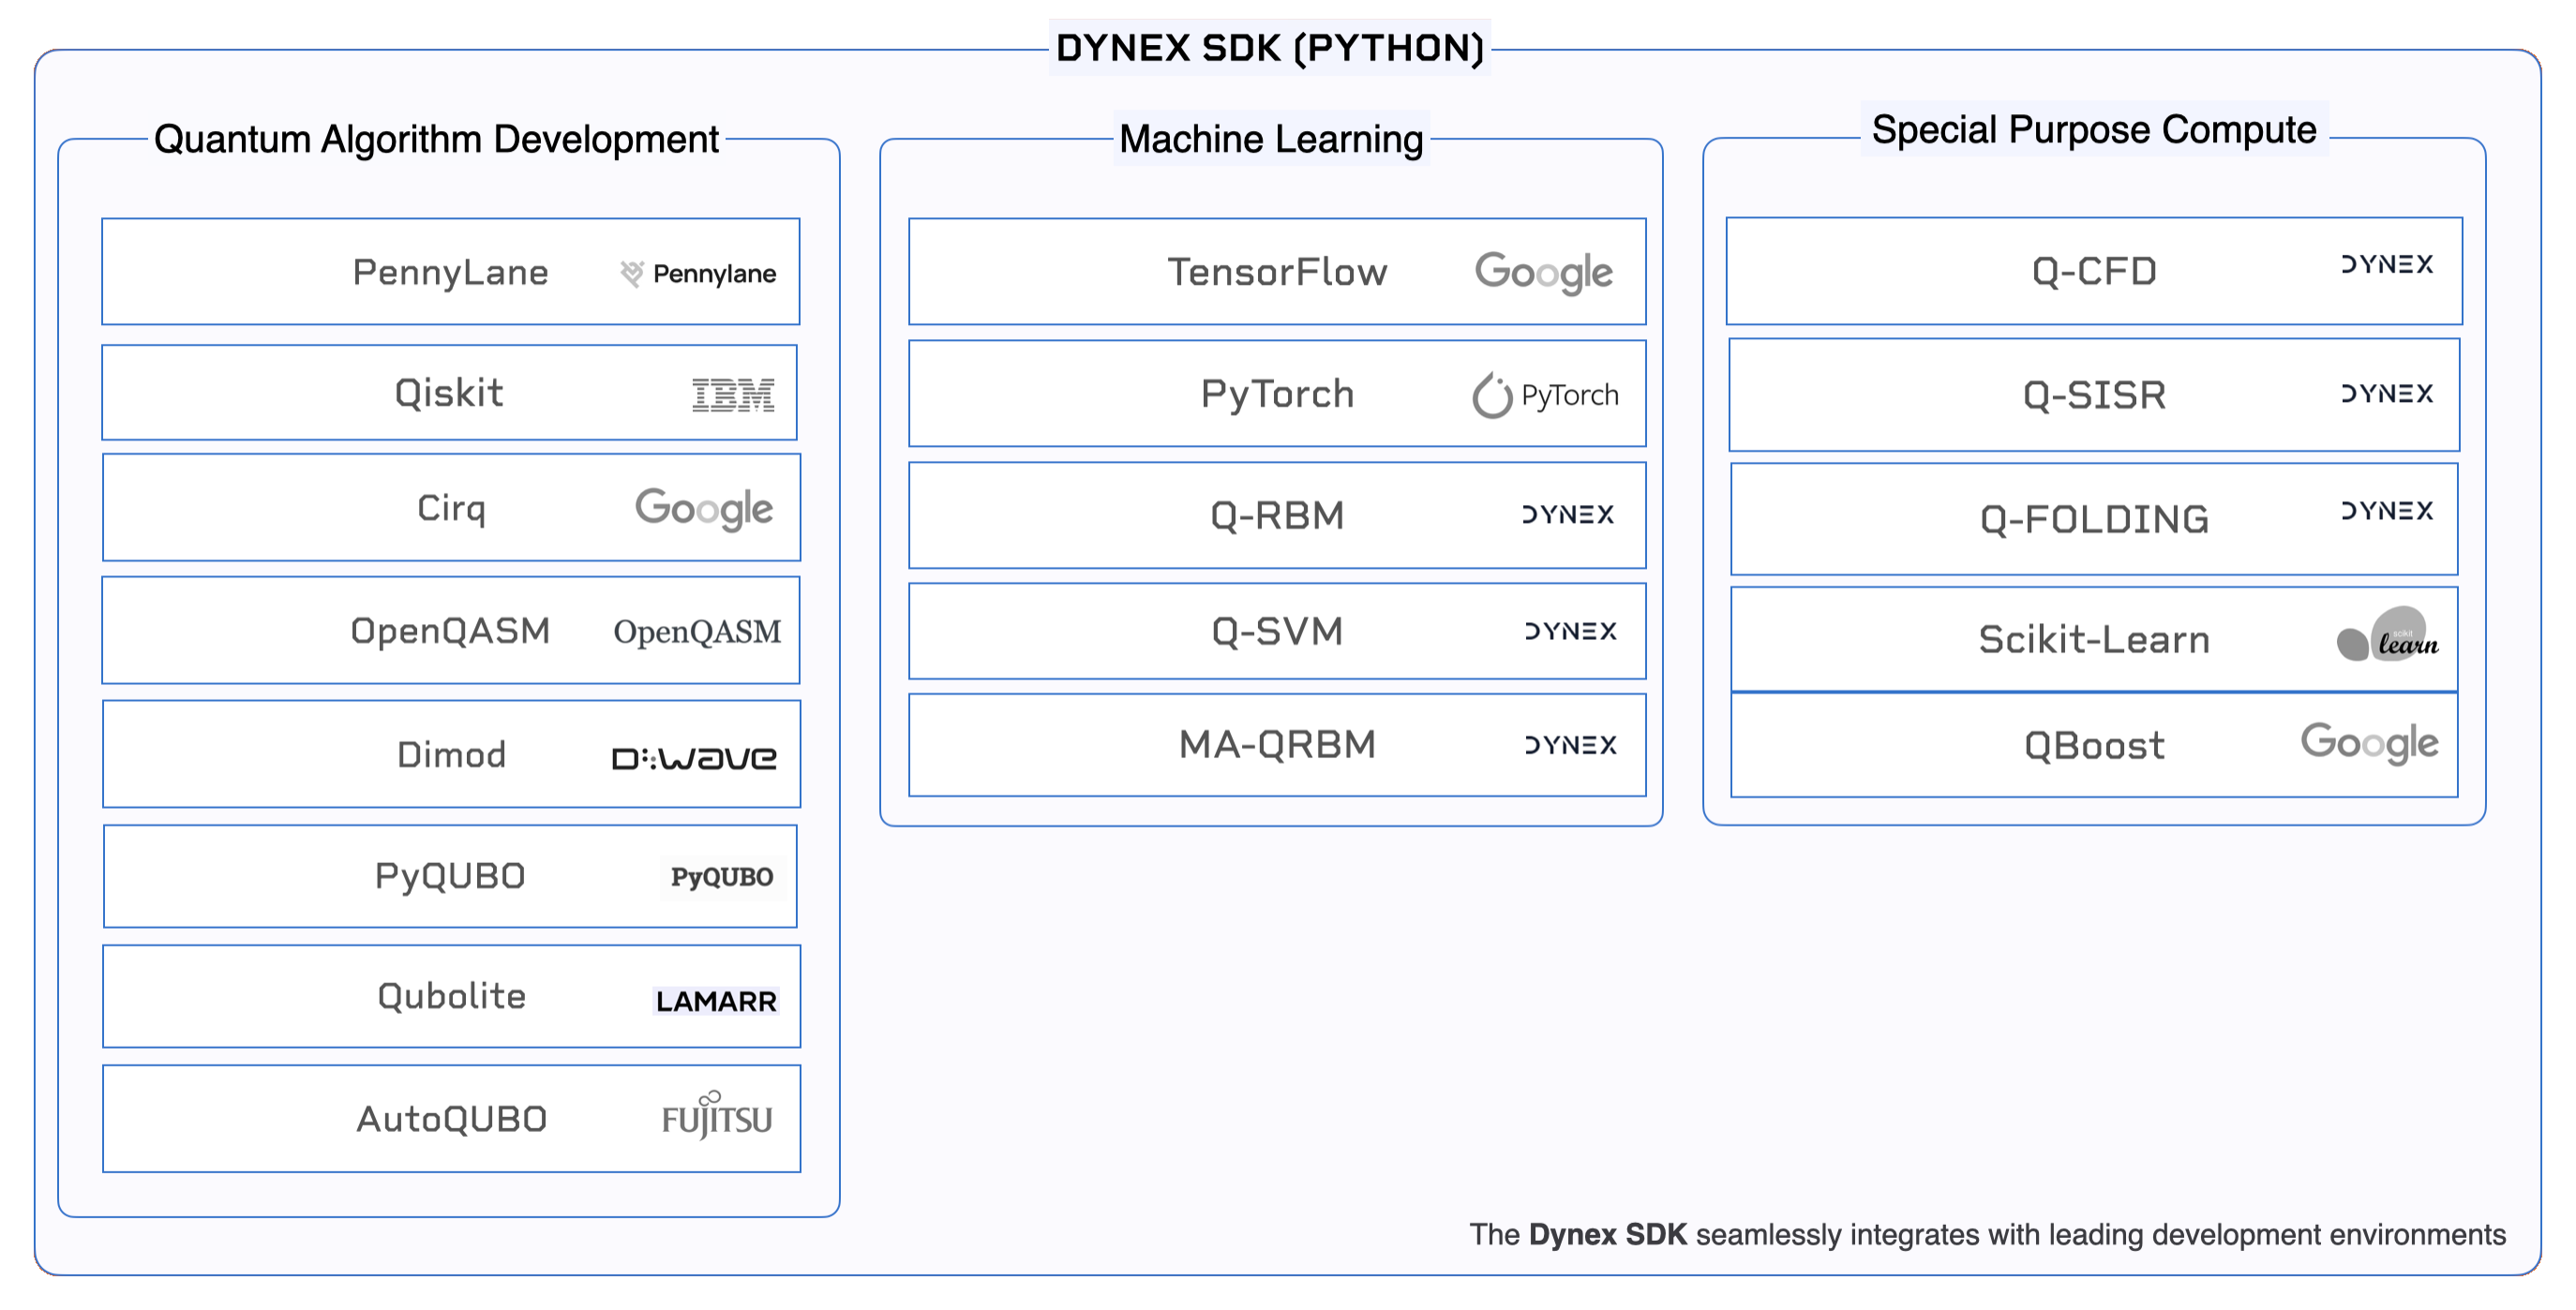 DYNEX SDK (PYTHON)
Quantum Algorithm Development
PennyLane Pennylane
Qiskit IBM
Cirq Google
OpenQASM OpenQASM
Dimod D:Wave
PyQUBO PyQUBO
Qubolite LAMARR
AutoQUBO FUJITSU
Machine Learning
TensorFlow Google
PyTorch PyTorch
Q-RBM DYNEX
Q-SVM DYNEX
MA-QRBM DYNEX
Special Purpose Compute
Q-CFD DYNEX
Q-SISR DYNEX
Q-FOLDING DYNEX
Scikit-Learn scikit learn
QBoost Google
The Dynex SDK seamlessly integrates with leading development environments